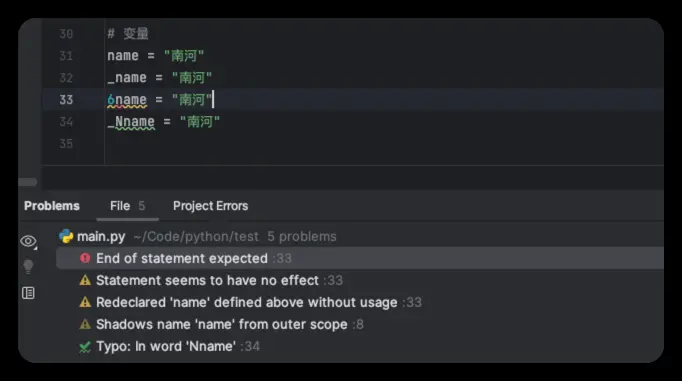 30 # 变量
31 name = "南河"
32 _name = "南河"
33 6name = "南河"
34 _Nname = "南河"
35
Problems File 5 Project Errors
main.py ~/Code/python/test 5 problems
End of statement expected :33
Statement seems to have no effect :33
Redeclared 'name' defined above without usage :33
Shadows name 'name' from outer scope :8
Typo: In word 'Nname' :34